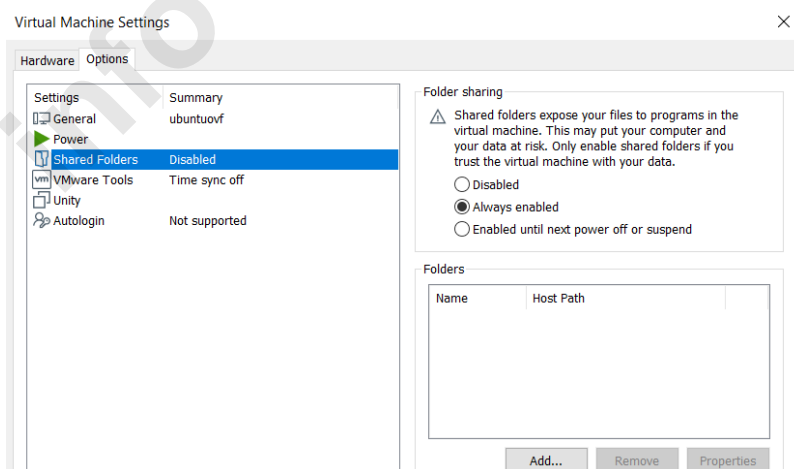 Virtual Machine Settings
Hardware Options
Settings Summary
General ubuntuovf
Power
Shared Folders Disabled
vm VMware Tools Time sync off
Unity
Autologin Not supported
Folder sharing
Shared folders expose your files to programs in the
virtual machine. This may put your computer and
your data at risk. Only enable shared folders if you
trust the virtual machine with your data.
Disabled
Always enabled
Enabled until next power off or suspend
Folders
Name Host Path
Add... Remove Properties
info